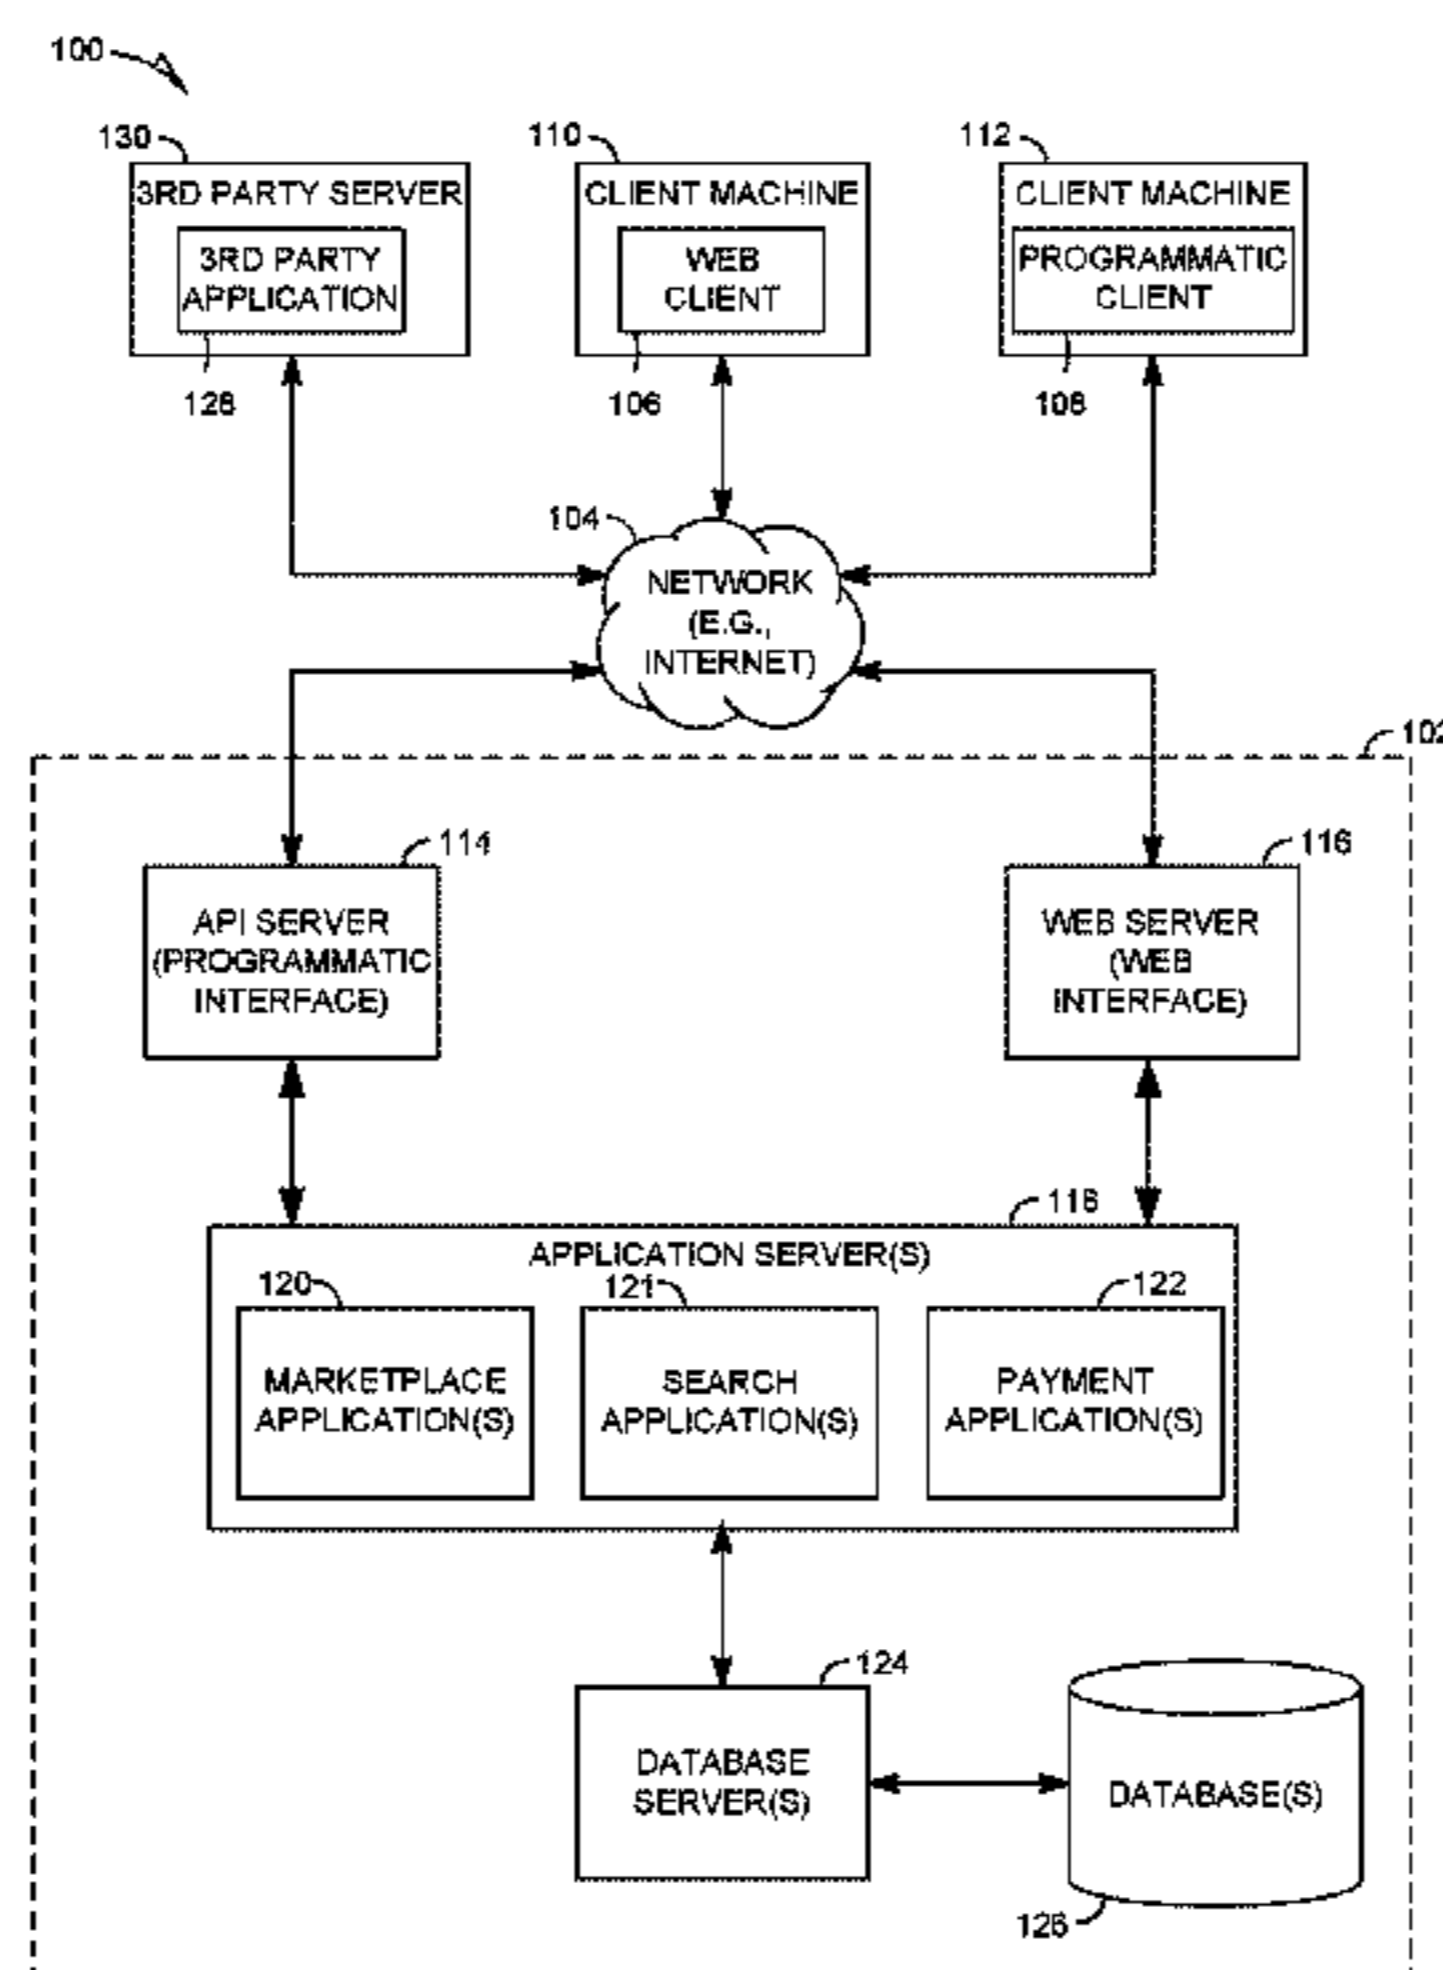 100
130
110
112
3RD PARTY SERVER
3RD PARTY
APPLICATION
128
CLIENT MACHINE
WEB
CLIENT
106
CLIENT MACHINE
PROGRAMMATIC
CLIENT
108
104
NETWORK
(E.G.,
INTERNET)
102
114
API SERVER
(PROGRAMMATIC
INTERFACE)
116
WEB SERVER
(WEB
INTERFACE)
118
APPLICATION SERVER(S)
120
MARKETPLACE
APPLICATION(S)
121
SEARCH
APPLICATION(S)
122
PAYMENT
APPLICATION(S)
124
DATABASE
SERVER(S)
DATABASE(S)
126